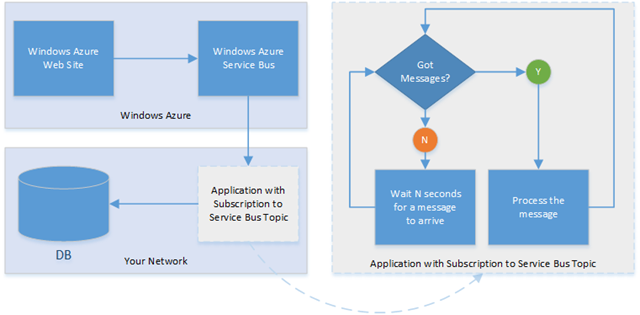 Windows Azure
Web Site
Windows Azure
Service Bus
Windows Azure
DB
Application with
Subscription to
Service Bus Topic
Your Network
Got
Messages?
Y
N
Wait N seconds
for a message
to arrive
Process the
message
Application with Subscription to Service Bus Topic